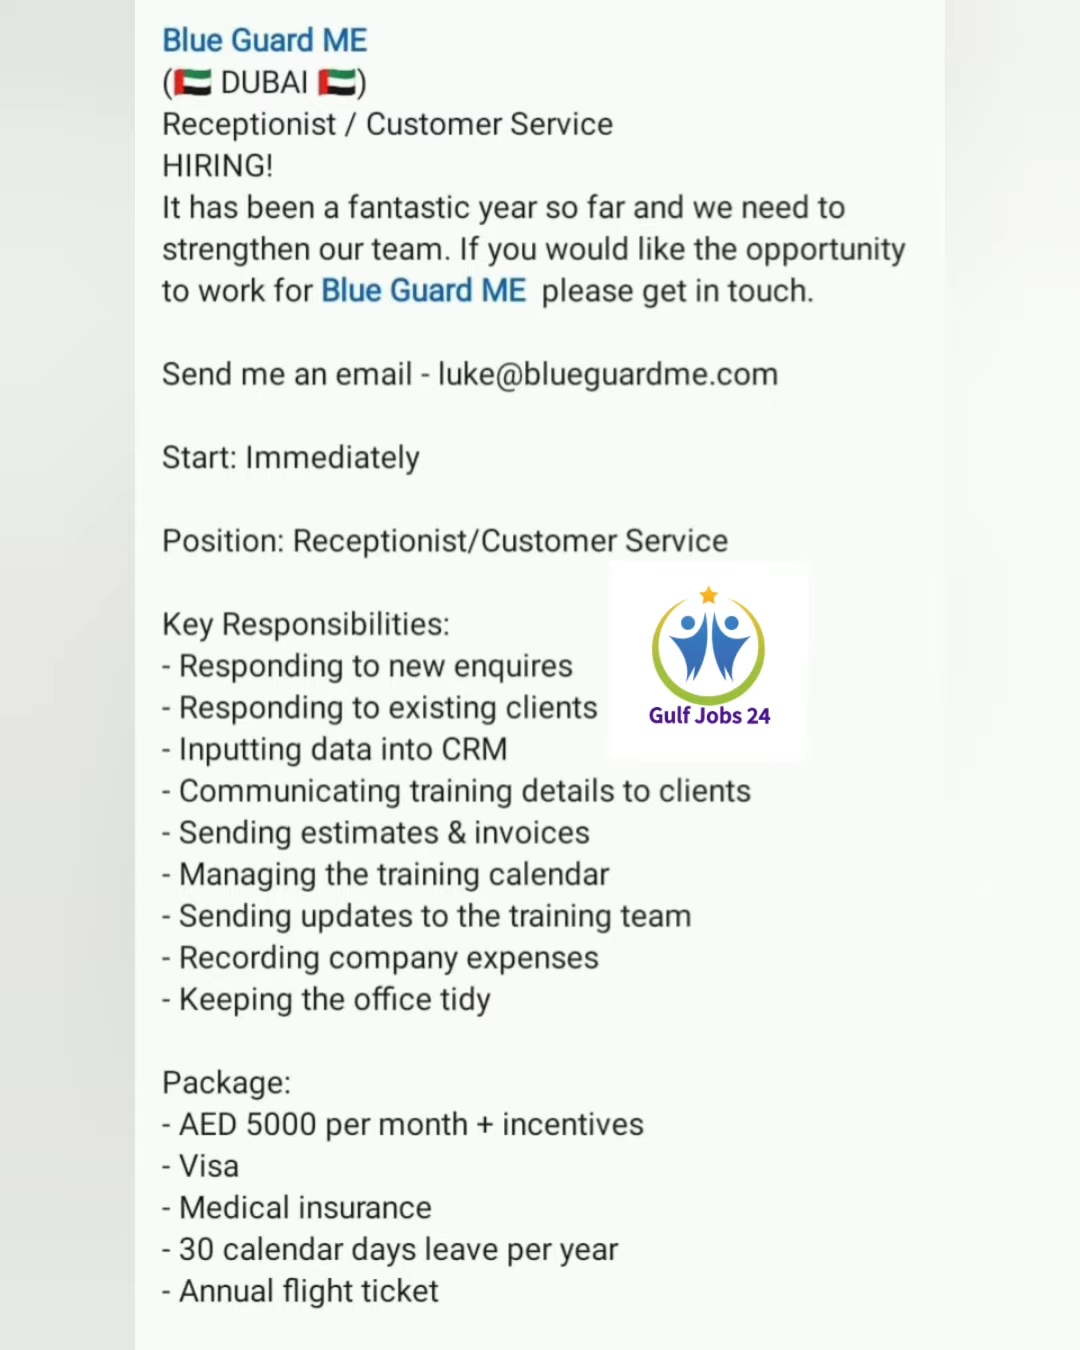 Blue Guard ME
(🇦🇪 DUBAI 🇦🇪)
Receptionist / Customer Service
HIRING!
It has been a fantastic year so far and we need to
strengthen our team. If you would like the opportunity
to work for Blue Guard ME please get in touch.
Send me an email - luke@blueguardme.com
Start: Immediately
Position: Receptionist/Customer Service
Key Responsibilities:
- Responding to new enquires
- Responding to existing clients
- Inputting data into CRM
- Communicating training details to clients
- Sending estimates & invoices
- Managing the training calendar
- Sending updates to the training team
- Recording company expenses
- Keeping the office tidy
Gulf Jobs 24
Package:
- AED 5000 per month + incentives
- Visa
- Medical insurance
- 30 calendar days leave per year
- Annual flight ticket